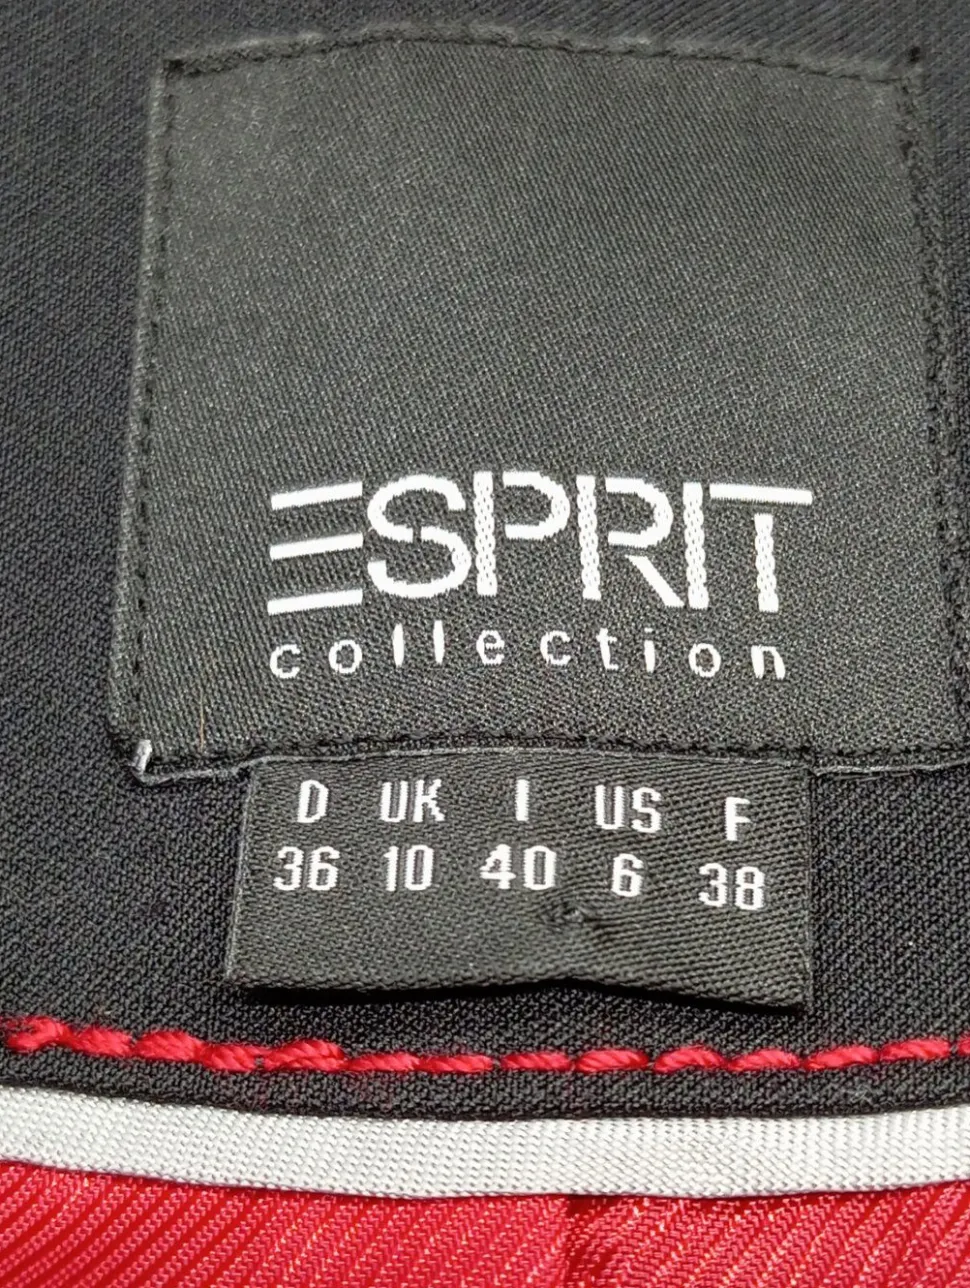 ESPRIT
collection
D UK I US F
36 10 40 6 38